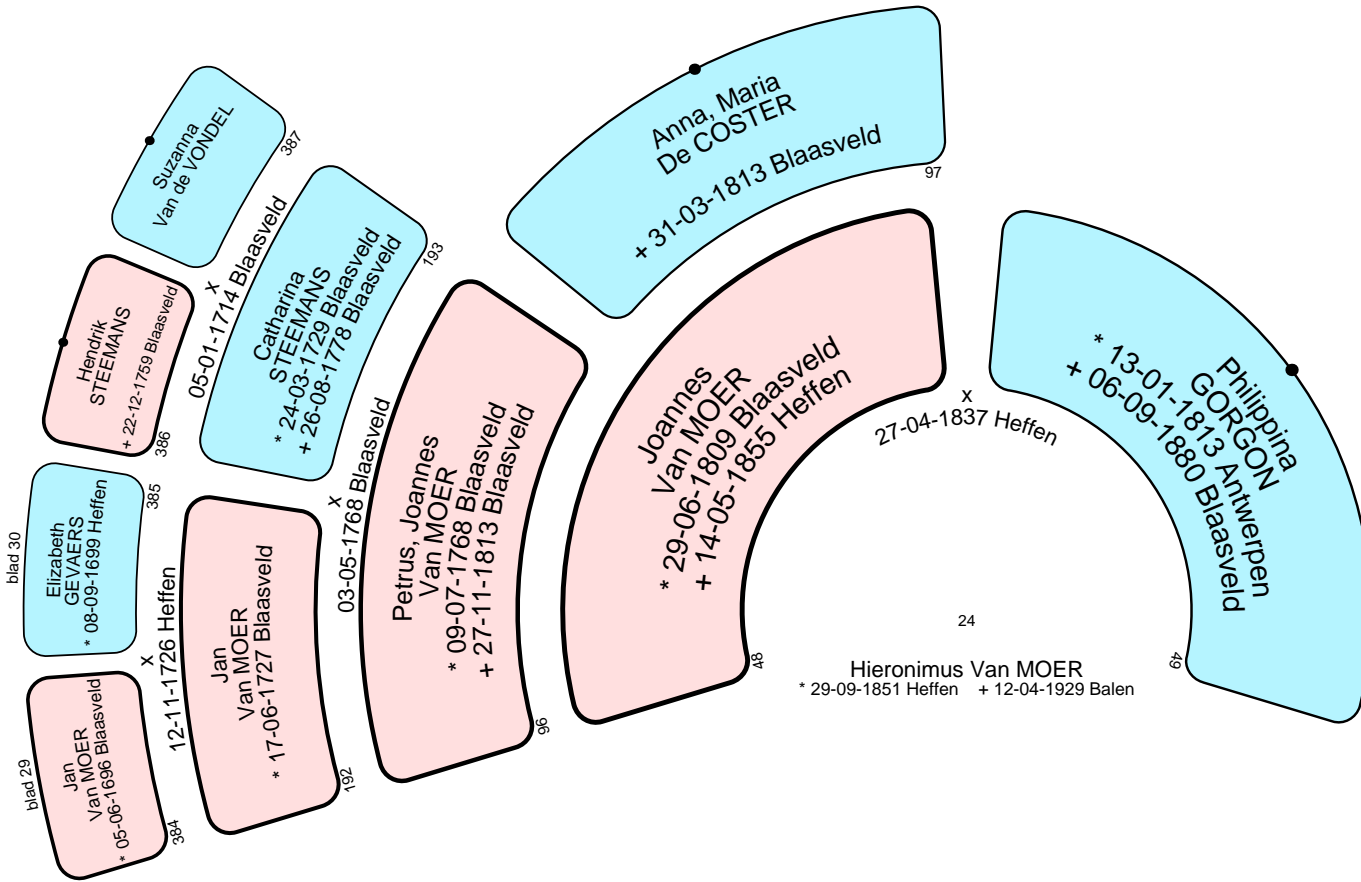 Suzanna
Van de VONDEL
387
Hendrik
STEEMANS
+ 22-12-1759 Blaasveld
386
x
05-01-1714 Blaasveld
blad 30
Elizabeth
GEVAERS
* 08-09-1699 Heffen
385
blad 29
Jan
Van MOER
* 05-06-1696 Blaasveld
384
x
12-11-1726 Heffen
Catharina
STEEMANS
* 24-03-1729 Blaasveld
+ 26-08-1778 Blaasveld
193
Jan
Van MOER
* 17-06-1727 Blaasveld
192
x
03-05-1768 Blaasveld
Anna, Maria
De COSTER
+ 31-03-1813 Blaasveld
97
Petrus, Joannes
Van MOER
* 09-07-1768 Blaasveld
+ 27-11-1813 Blaasveld
96
Joannes
Van MOER
* 29-06-1809 Blaasveld
+ 14-05-1855 Heffen
48
x
27-04-1837 Heffen
Philippina
GORGON
* 13-01-1813 Antwerpen
+ 06-09-1880 Blaasveld
49
24
Hieronimus Van MOER
* 29-09-1851 Heffen + 12-04-1929 Balen